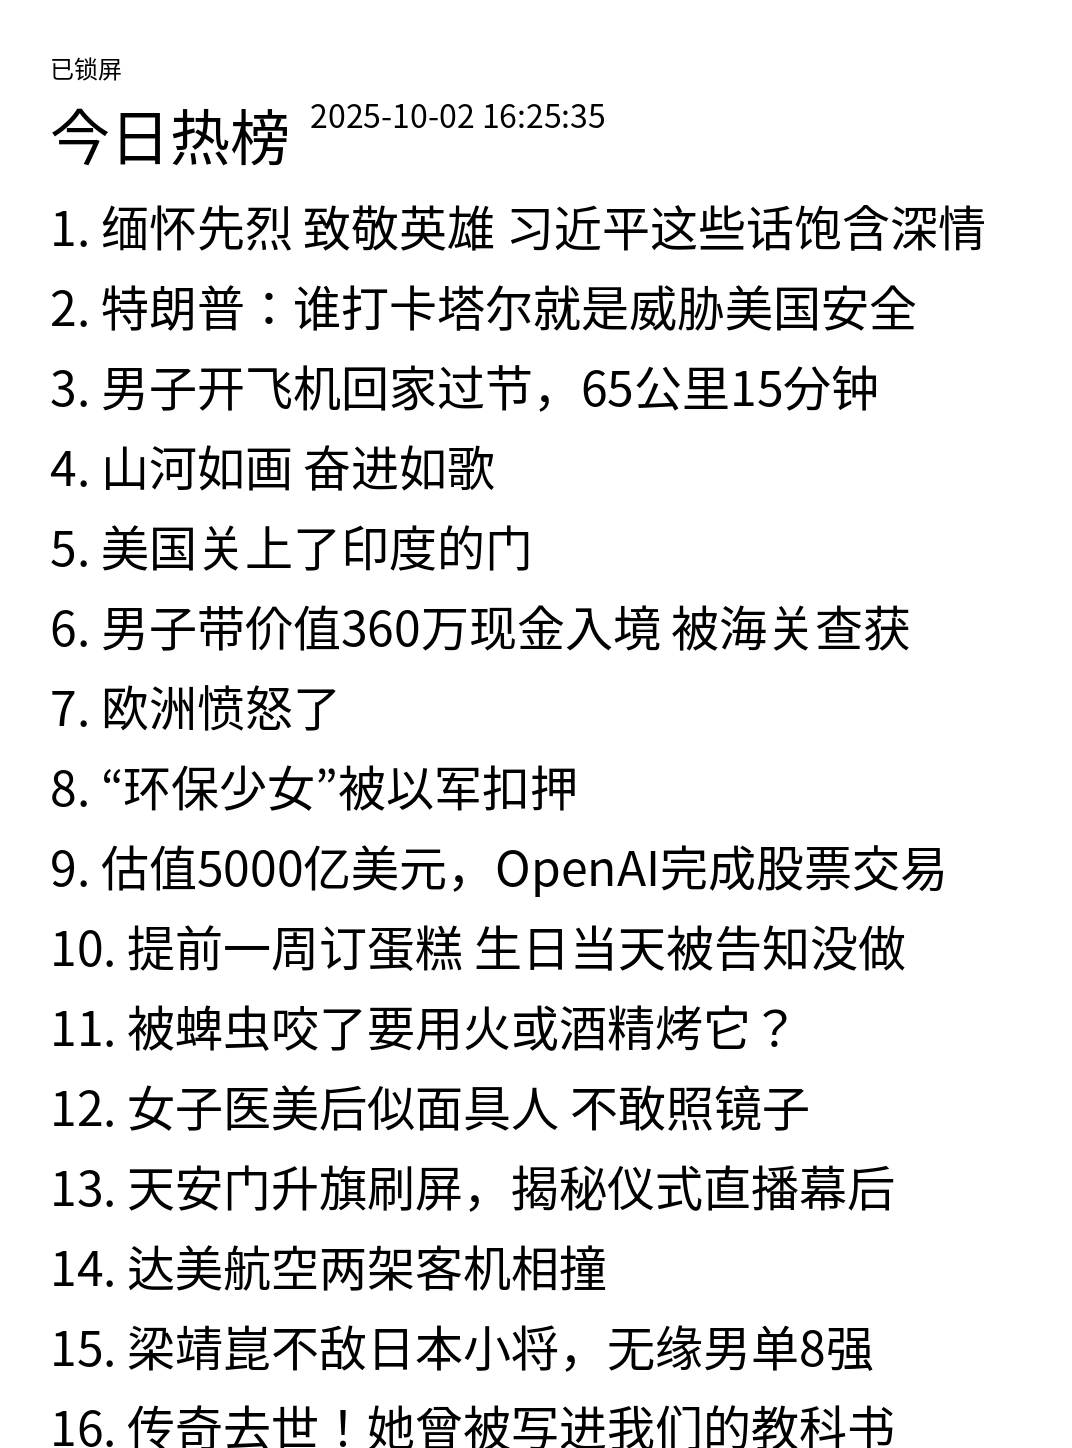 已锁屏
今日热榜 2025-10-02 16:25:35
1. 缅怀先烈 致敬英雄 习近平这些话饱含深情
2. 特朗普：谁打卡塔尔就是威胁美国安全
3. 男子开飞机回家过节，65公里15分钟
4. 山河如画 奋进如歌
5. 美国关上了印度的门
6. 男子带价值360万现金入境 被海关查获
7. 欧洲愤怒了
8. “环保少女”被以军扣押
9. 估值5000亿美元，OpenAI完成股票交易
10. 提前一周订蛋糕 生日当天被告知没做
11. 被蜱虫咬了要用火或酒精烤它？
12. 女子医美后似面具人 不敢照镜子
13. 天安门升旗刷屏，揭秘仪式直播幕后
14. 达美航空两架客机相撞
15. 梁靖崑不敌日本小将，无缘男单8强
16. 传奇去世！她曾被写进我们的教科书